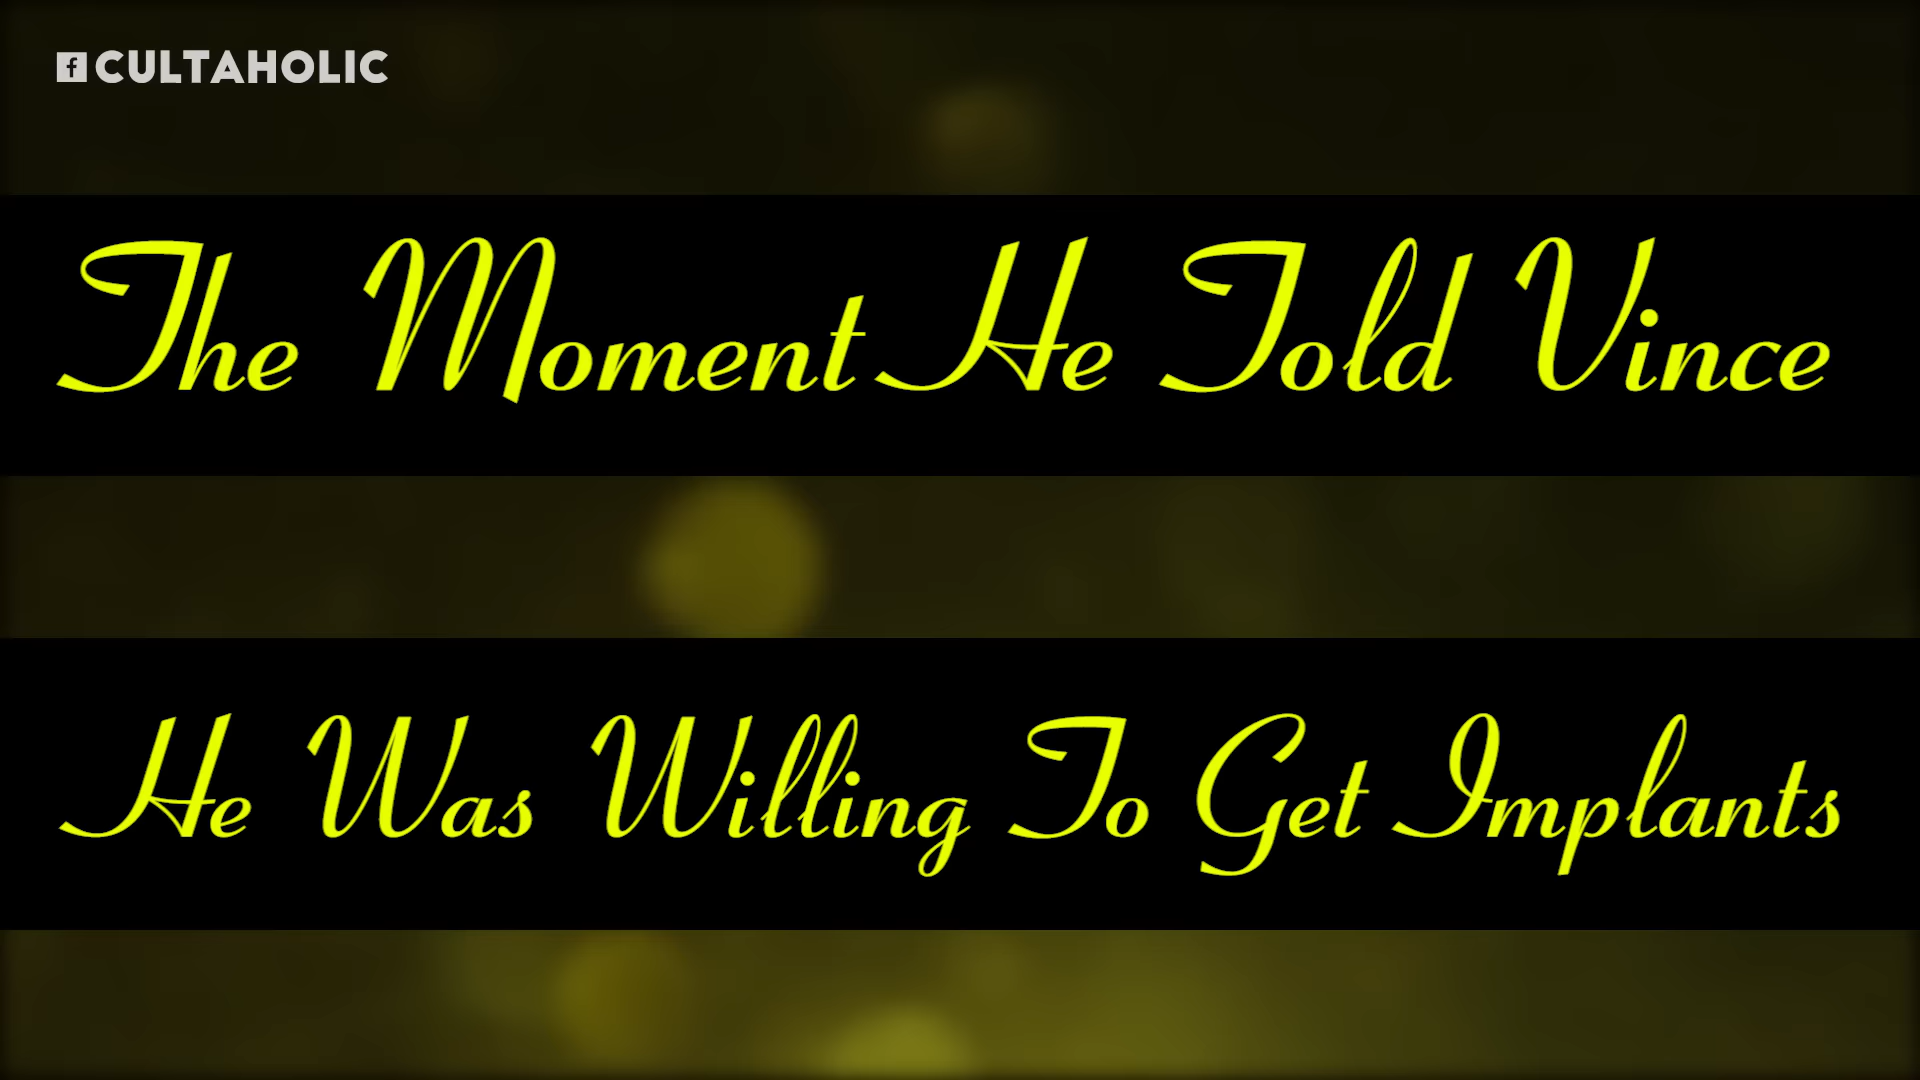 CULTAHOLIC
The Moment He Told Vince
He Was Willing To Get Implants